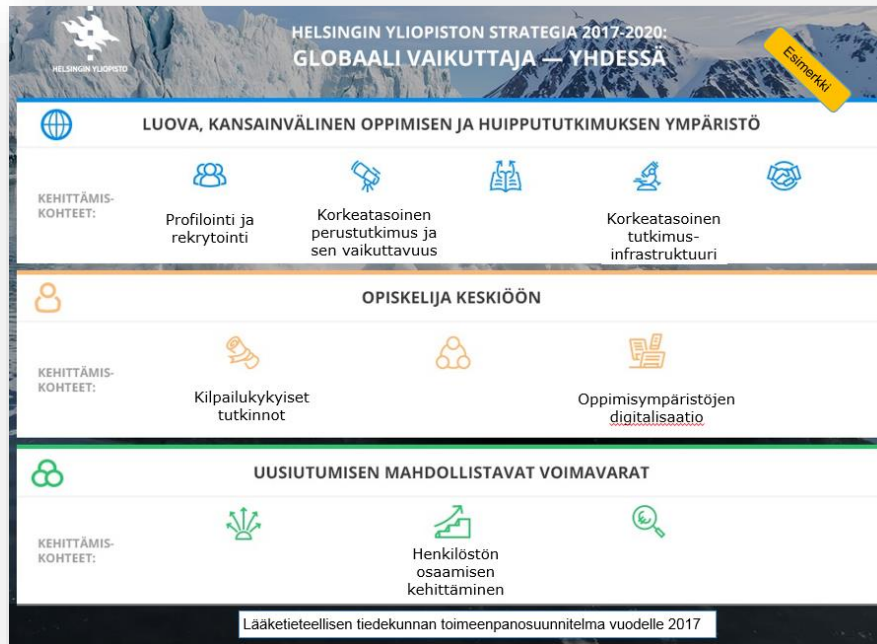 HELSINGIN YLIOPISTO
HELSINGIN YLIOPISTON STRATEGIA 2017-2020:
GLOBAALI VAIKUTTAJA — YHDESSÄ
Esimerkki
LUOVA, KANSAINVÄLINEN OPPIMISEN JA HUIPPUTUTKIMUKSEN YMPÄRISTÖ
KEHITTÄMIS-
KOHTEET:
Profilointi ja
rekrytointi
Korkeatasoinen
perustutkimus ja
sen vaikuttavuus
Korkeatasoinen
tutkimus-
infrastruktuuri
OPISKELIJA KESKIÖÖN
KEHITTÄMIS-
KOHTEET:
Kilpailukykyiset
tutkinnot
Oppimisympäristöjen
digitalisaatio
UUSIUTUMISEN MAHDOLLISTAVAT VOIMAVARAT
KEHITTÄMIS-
KOHTEET:
Henkilöstön
osaamisen
kehittäminen
Lääketieteellisen tiedekunnan toimeenpanosuunnitelma vuodelle 2017